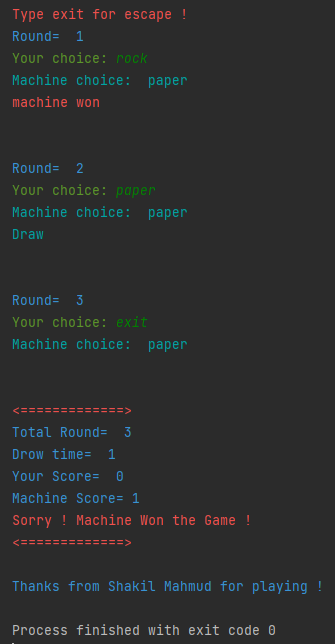 Type exit for escape !
Round=  1
Your choice: rock
Machine choice:  paper
machine won
Round=  2
Your choice: paper
Machine choice:  paper
Draw
Round=  3
Your choice: exit
Machine choice:  paper
<=============>
Total Round=  3
Drow time=  1
Your Score=  0
Machine Score= 1
Sorry ! Machine Won the Game !
<=============>
Thanks from Shakil Mahmud for playing !
Process finished with exit code 0